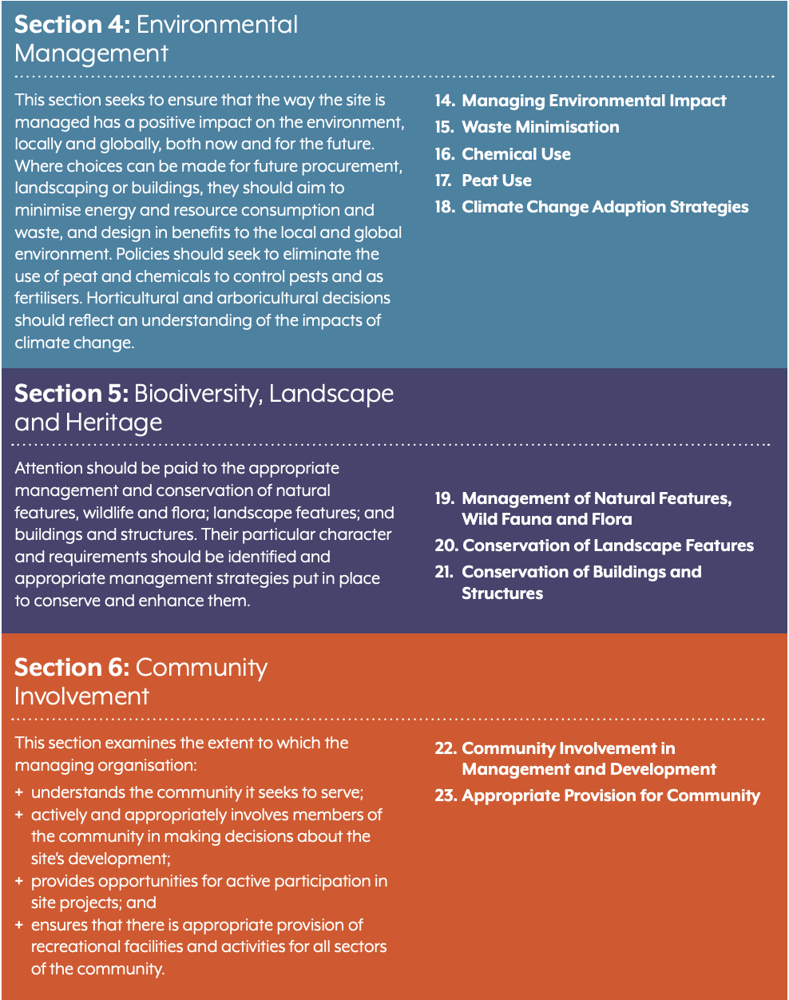 Section 4: Environmental
Management
This section seeks to ensure that the way the site is
managed has a positive impact on the environment,
locally and globally, both now and for the future.
Where choices can be made for future procurement,
landscaping or buildings, they should aim to
minimise energy and resource consumption and
waste, and design in benefits to the local and global
environment. Policies should seek to eliminate the
use of peat and chemicals to control pests and as
fertilisers. Horticultural and arboricultural decisions
should reflect an understanding of the impacts of
climate change.
14. Managing Environmental Impact
15. Waste Minimisation
16. Chemical Use
17. Peat Use
18. Climate Change Adaption Strategies
Section 5: Biodiversity, Landscape
and Heritage
Attention should be paid to the appropriate
management and conservation of natural
features, wildlife and flora; landscape features; and
buildings and structures. Their particular character
and requirements should be identified and
appropriate management strategies put in place
to conserve and enhance them.
19. Management of Natural Features,
Wild Fauna and Flora
20. Conservation of Landscape Features
21. Conservation of Buildings and
Structures
Section 6: Community
Involvement
This section examines the extent to which the
managing organisation:
+ understands the community it seeks to serve;
+ actively and appropriately involves members of
the community in making decisions about the
site's development;
+ provides opportunities for active participation in
site projects; and
+ ensures that there is appropriate provision of
recreational facilities and activities for all sectors
of the community.
22. Community Involvement in
Management and Development
23. Appropriate Provision for Community